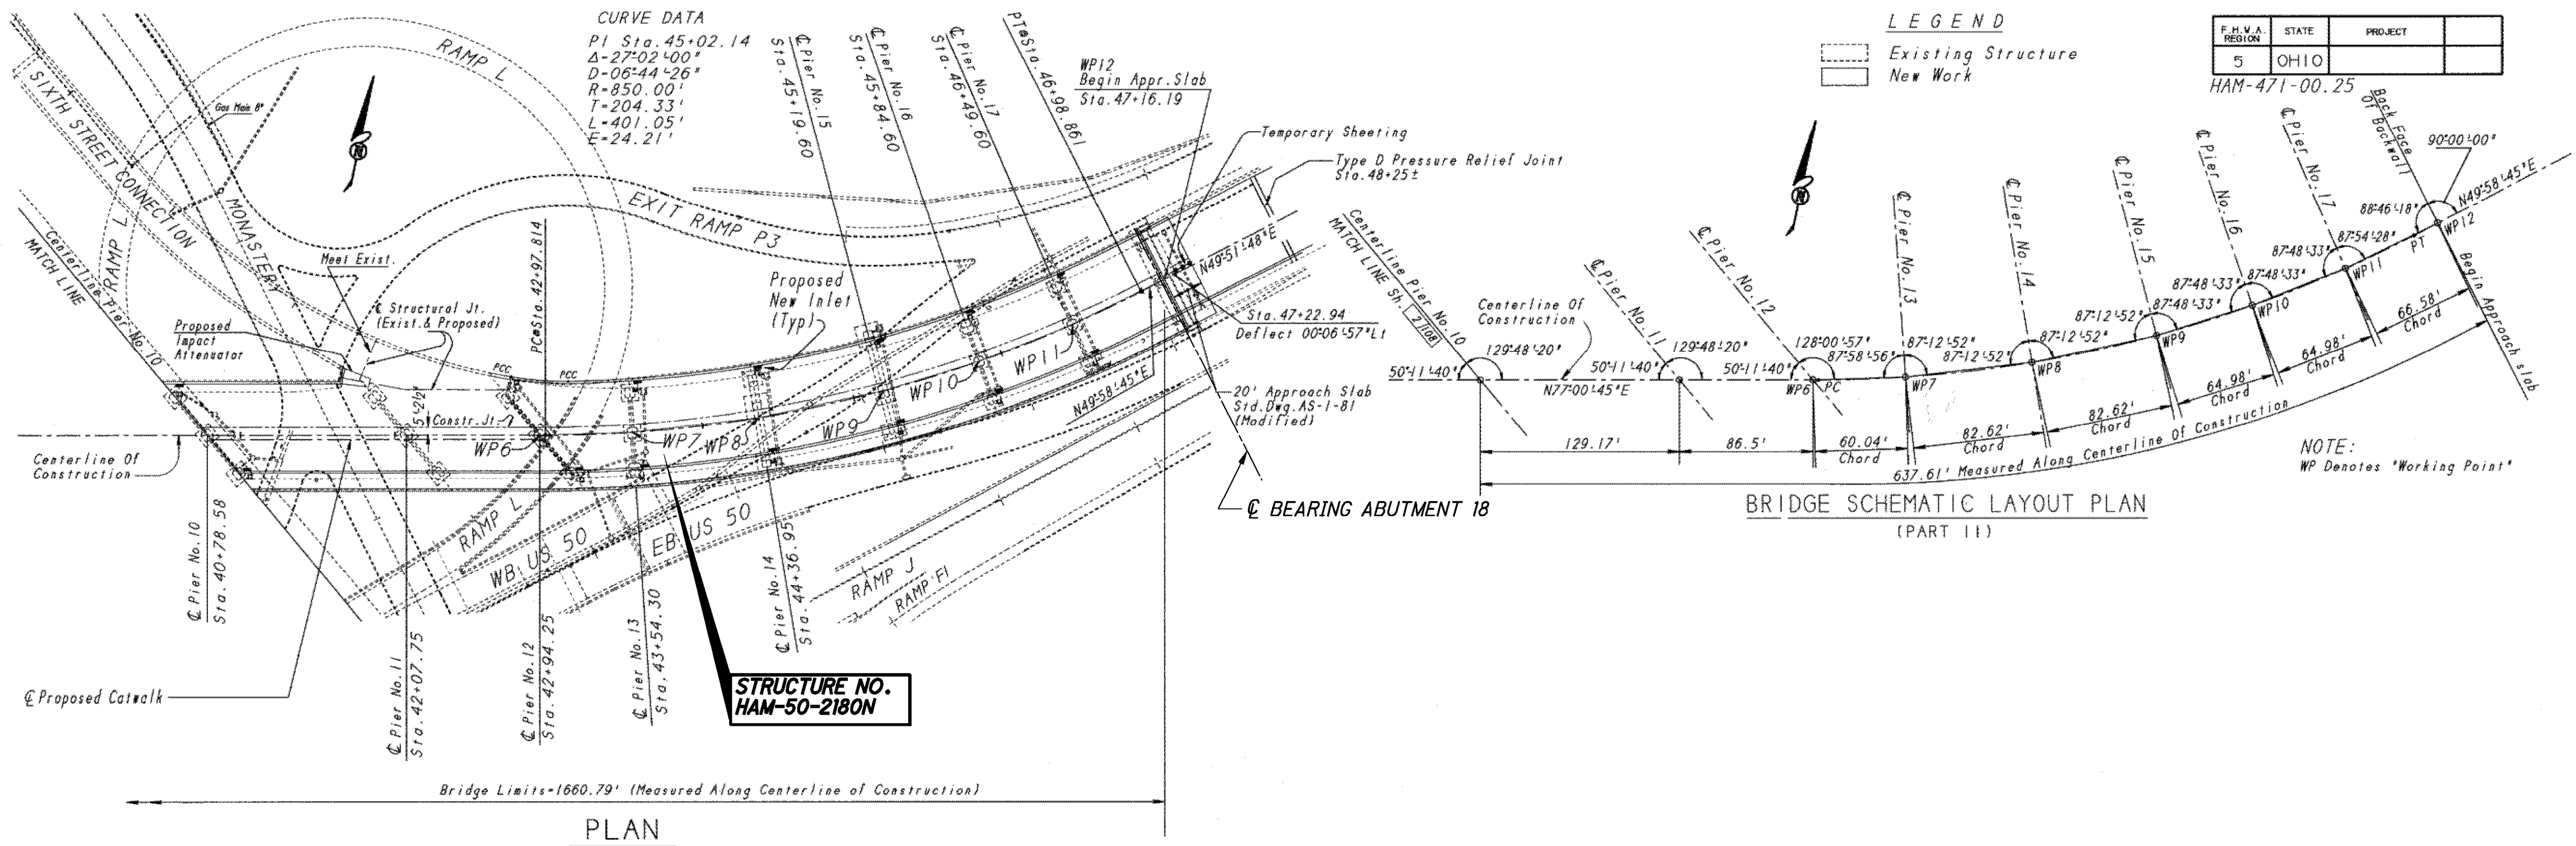 CURVE DATA
PI Sta.45+02.14
Δ=27°02'00"
D=06°44'26"
R=850.00'
T=204.33'
L=401.05'
E=24.21'
RAMP L
Gas Main 8"
SIXTH STREET CONNECTION
RAMP L
MONASTERY
EXIT RAMP P3
Centerline Pier No. 10
MATCH LINE
Meet Exist.
℄ Structural Jt.
(Exist.& Proposed)
Proposed
Impact
Attenuator
PCC
PCC
PC@Sta. 42+97.814
5'-2½"
Constr.Jt.
Proposed
New Inlet
(Typ)
℄ Pier No. 15
Sta. 45+19.60
℄ Pier No. 16
Sta. 45+84.60
℄ Pier No. 17
Sta. 46+49.60
PT@Sta. 46+98.861
WP12
Begin Appr.Slab
Sta.47+16.19
Temporary Sheeting
Type D Pressure Relief Joint
Sta.48+25±
N49°51'48"E
Sta.47+22.94
Deflect 00°06'57"Lt
N49°58'45"E
20' Approach Slab
Std.Dwg.AS-1-81
(Modified)
℄ BEARING ABUTMENT 18
WP6
WP7
WP8
WP9
WP10
WP11
Centerline Of
Construction
RAMP L
WB US 50
EB US 50
RAMP J
RAMP F1
℄ Pier No. 10
Sta. 40+78.58
℄ Pier No. 11
Sta. 42+07.75
℄ Pier No. 12
Sta. 42+94.25
℄ Pier No. 13
Sta. 43+54.30
℄ Pier No. 14
Sta. 44+36.95
℄ Proposed Catwalk
STRUCTURE NO.
HAM-50-2180N
Bridge Limits=1660.79' (Measured Along Centerline of Construction)
PLAN
LEGEND
Existing Structure
New Work
F.H.W.A.
REGION
STATE
PROJECT
5
OHIO
HAM-471-00.25
Centerline Pier No. 10
MATCH LINE Sh. 2/108
℄ Pier No. 11
℄ Pier No. 12
℄ Pier No. 13
℄ Pier No. 14
℄ Pier No. 15
℄ Pier No. 16
℄ Pier No. 17
Back Face
Of Backwall
90°00'00"
N49°58'45"E
Centerline Of
Construction
50°11'40"
129°48'20"
N77°00'45"E
50°11'40"
129°48'20"
50°11'40"
128°00'57"
87°58'56"
87°12'52"
87°12'52"
87°12'52"
87°12'52"
87°48'33"
87°48'33"
87°48'33"
87°48'33"
87°54'28"
88°46'18"
WP6
PC
WP7
WP8
WP9
WP10
WP11
PT
WP12
Begin Approach slab
129.17'
86.5'
60.04'
Chord
82.62'
Chord
82.62'
Chord
64.98'
Chord
64.98'
Chord
66.58'
Chord
637.61' Measured Along Centerline Of Construction
NOTE:
WP Denotes "Working Point"
BRIDGE SCHEMATIC LAYOUT PLAN
(PART II)